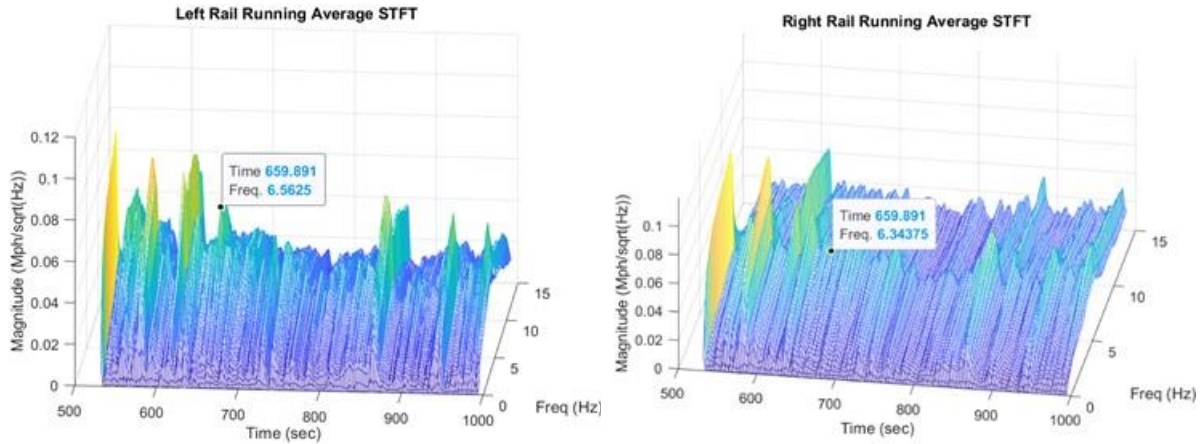 Left Rail Running Average STFT
0.12
0.1
0.08
0.06
0.04
0.02
0
Magnitude (Mph/sqrt(Hz))
Time 659.891
Freq. 6.5625
500
600
700
800
900
1000
Time (sec)
0
5
10
15
Freq (Hz)
Right Rail Running Average STFT
0.1
0.08
0.06
0.04
0.02
0
Magnitude (Mph/sqrt(Hz))
Time 659.891
Freq. 6.34375
500
600
700
800
900
1000
Time (sec)
0
5
10
15
Freq (Hz)